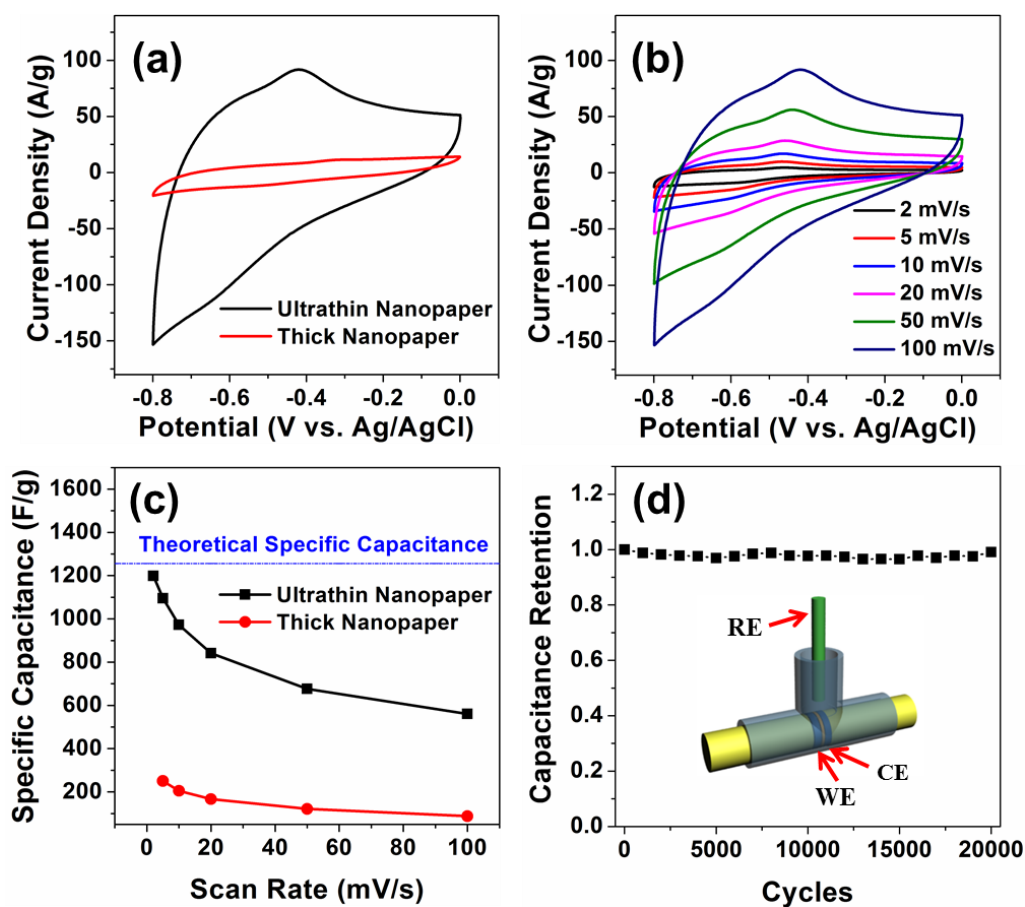 (a)
Current Density (A/g)
100
50
0
-50
-100
-150
Ultrathin Nanopaper
Thick Nanopaper
-0.8
-0.6
-0.4
-0.2
0.0
Potential (V vs. Ag/AgCl)
(b)
Current Density (A/g)
100
50
0
-50
-100
-150
2 mV/s
5 mV/s
10 mV/s
20 mV/s
50 mV/s
100 mV/s
-0.8
-0.6
-0.4
-0.2
0.0
Potential (V vs. Ag/AgCl)
(c)
Specific Capacitance (F/g)
1600
1400
1200
1000
800
600
400
200
Theoretical Specific Capacitance
Ultrathin Nanopaper
Thick Nanopaper
0
20
40
60
80
100
Scan Rate (mV/s)
(d)
Capacitance Retention
1.2
1.0
0.8
0.6
0.4
0.2
0.0
RE
CE
WE
0
5000
10000
15000
20000
Cycles